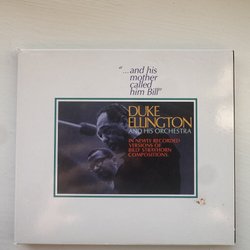 "...and his
mother
called
him Bill"
DUKE
ELLINGTON
AND HIS ORCHESTRA
IN NEWLY RECORDED
VERSIONS OF
BILLY STRAYHORN
COMPOSITIONS.